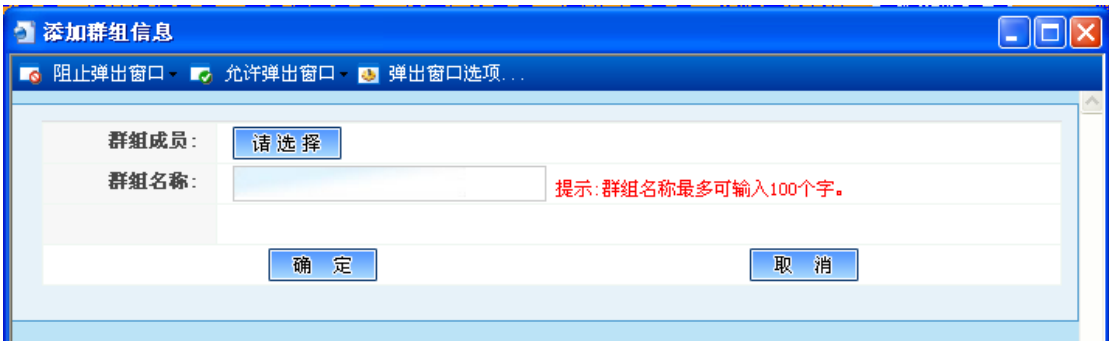 添加群组信息
阻止弹出窗口 允许弹出窗口 弹出窗口选项...
群组成员: 请选择
群组名称: 提示:群组名称最多可输入100个字。
确 定 取 消